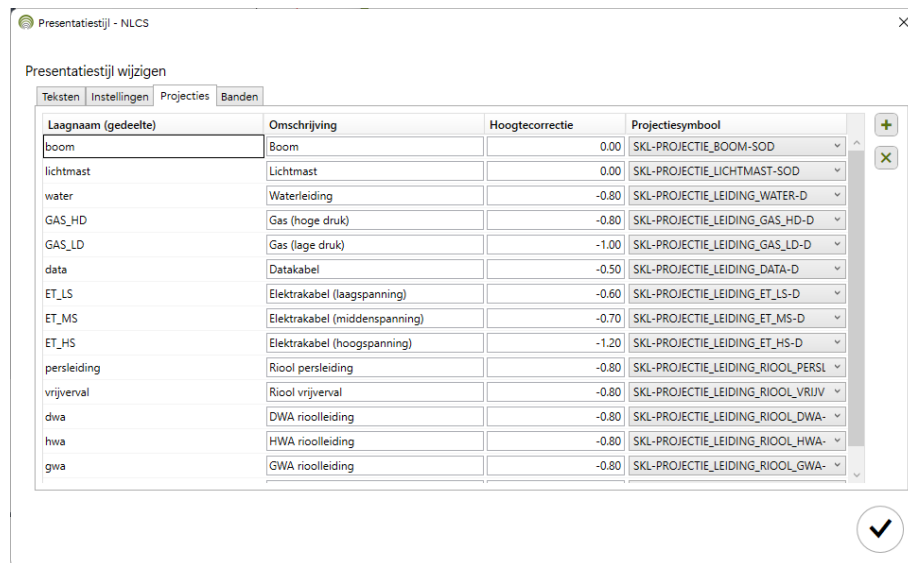 Presentatiestijl - NLCS
Presentatiestijl wijzigen
Teksten Instellingen Projecties Banden
Laagnaam (gedeelte) Omschrijving Hoogtecorrectie Projectiesymbool
boom Boom 0.00 SKL-PROJECTIE_BOOM-SOD
lichtmast Lichtmast 0.00 SKL-PROJECTIE_LICHTMAST-SOD
water Waterleiding -0.80 SKL-PROJECTIE_LEIDING_WATER-D
GAS_HD Gas (hoge druk) -0.80 SKL-PROJECTIE_LEIDING_GAS_HD-D
GAS_LD Gas (lage druk) -1.00 SKL-PROJECTIE_LEIDING_GAS_LD-D
data Datakabel -0.50 SKL-PROJECTIE_LEIDING_DATA-D
ET_LS Elektrakabel (laagspanning) -0.60 SKL-PROJECTIE_LEIDING_ET_LS-D
ET_MS Elektrakabel (middenspanning) -0.70 SKL-PROJECTIE_LEIDING_ET_MS-D
ET_HS Elektrakabel (hoogspanning) -1.20 SKL-PROJECTIE_LEIDING_ET_HS-D
persleiding Riool persleiding -0.80 SKL-PROJECTIE_LEIDING_RIOOL_PERSL
vrijverval Riool vrijverval -0.80 SKL-PROJECTIE_LEIDING_RIOOL_VRIJV
dwa DWA rioolleiding -0.80 SKL-PROJECTIE_LEIDING_RIOOL_DWA-
hwa HWA rioolleiding -0.80 SKL-PROJECTIE_LEIDING_RIOOL_HWA-
gwa GWA rioolleiding -0.80 SKL-PROJECTIE_LEIDING_RIOOL_GWA-